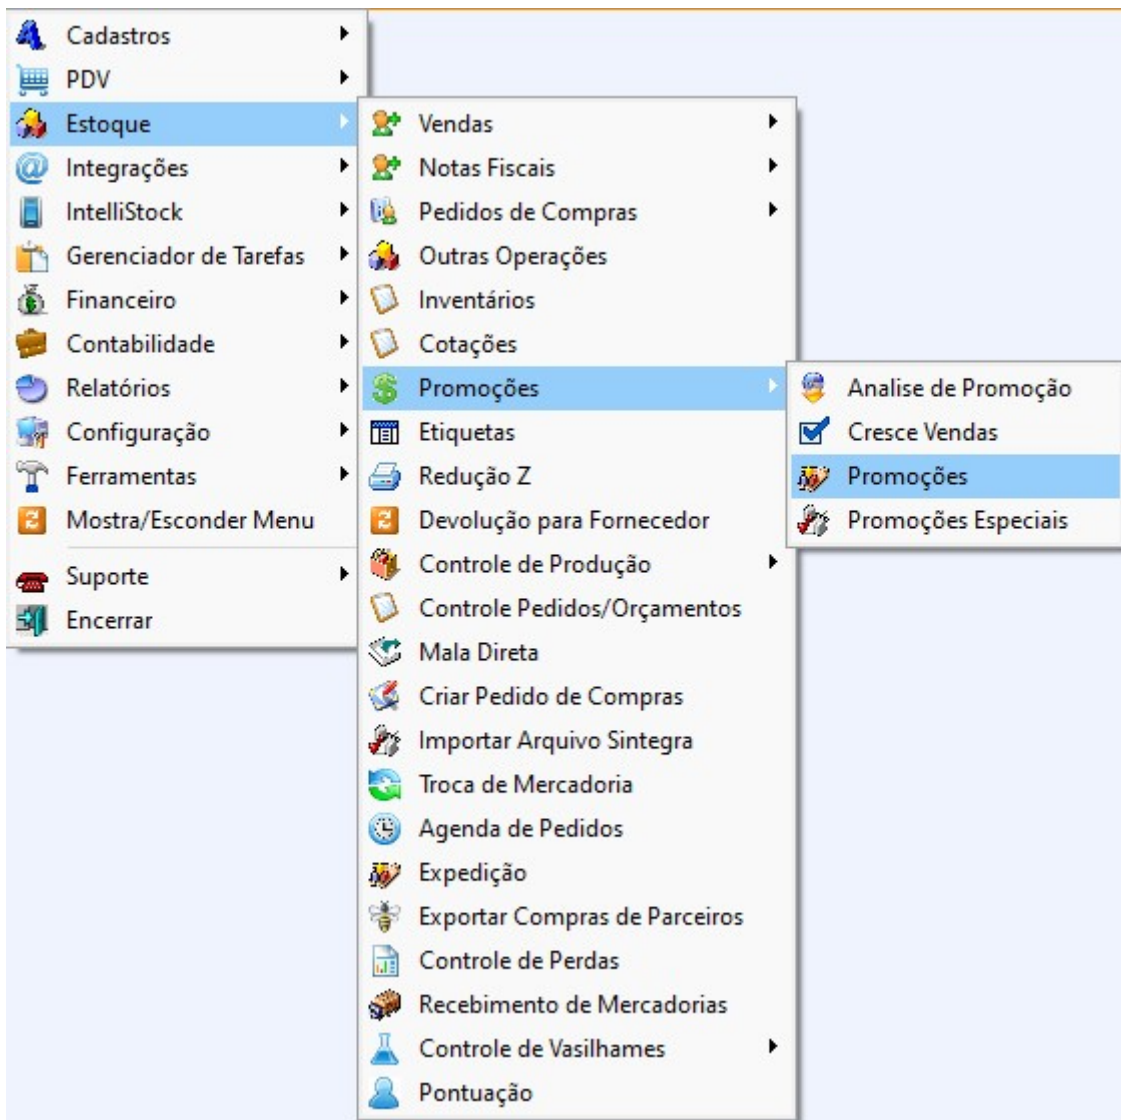 Cadastros
PDV
Estoque
Integrações
IntelliStock
Gerenciador de Tarefas
Financeiro
Contabilidade
Relatórios
Configuração
Ferramentas
Mostra/Esconder Menu
Suporte
Encerrar
Vendas
Notas Fiscais
Pedidos de Compras
Outras Operações
Inventários
Cotações
Promoções
Etiquetas
Redução Z
Devolução para Fornecedor
Controle de Produção
Controle Pedidos/Orçamentos
Mala Direta
Criar Pedido de Compras
Importar Arquivo Sintegra
Troca de Mercadoria
Agenda de Pedidos
Expedição
Exportar Compras de Parceiros
Controle de Perdas
Recebimento de Mercadorias
Controle de Vasilhames
Pontuação
Analise de Promoção
Cresce Vendas
Promoções
Promoções Especiais